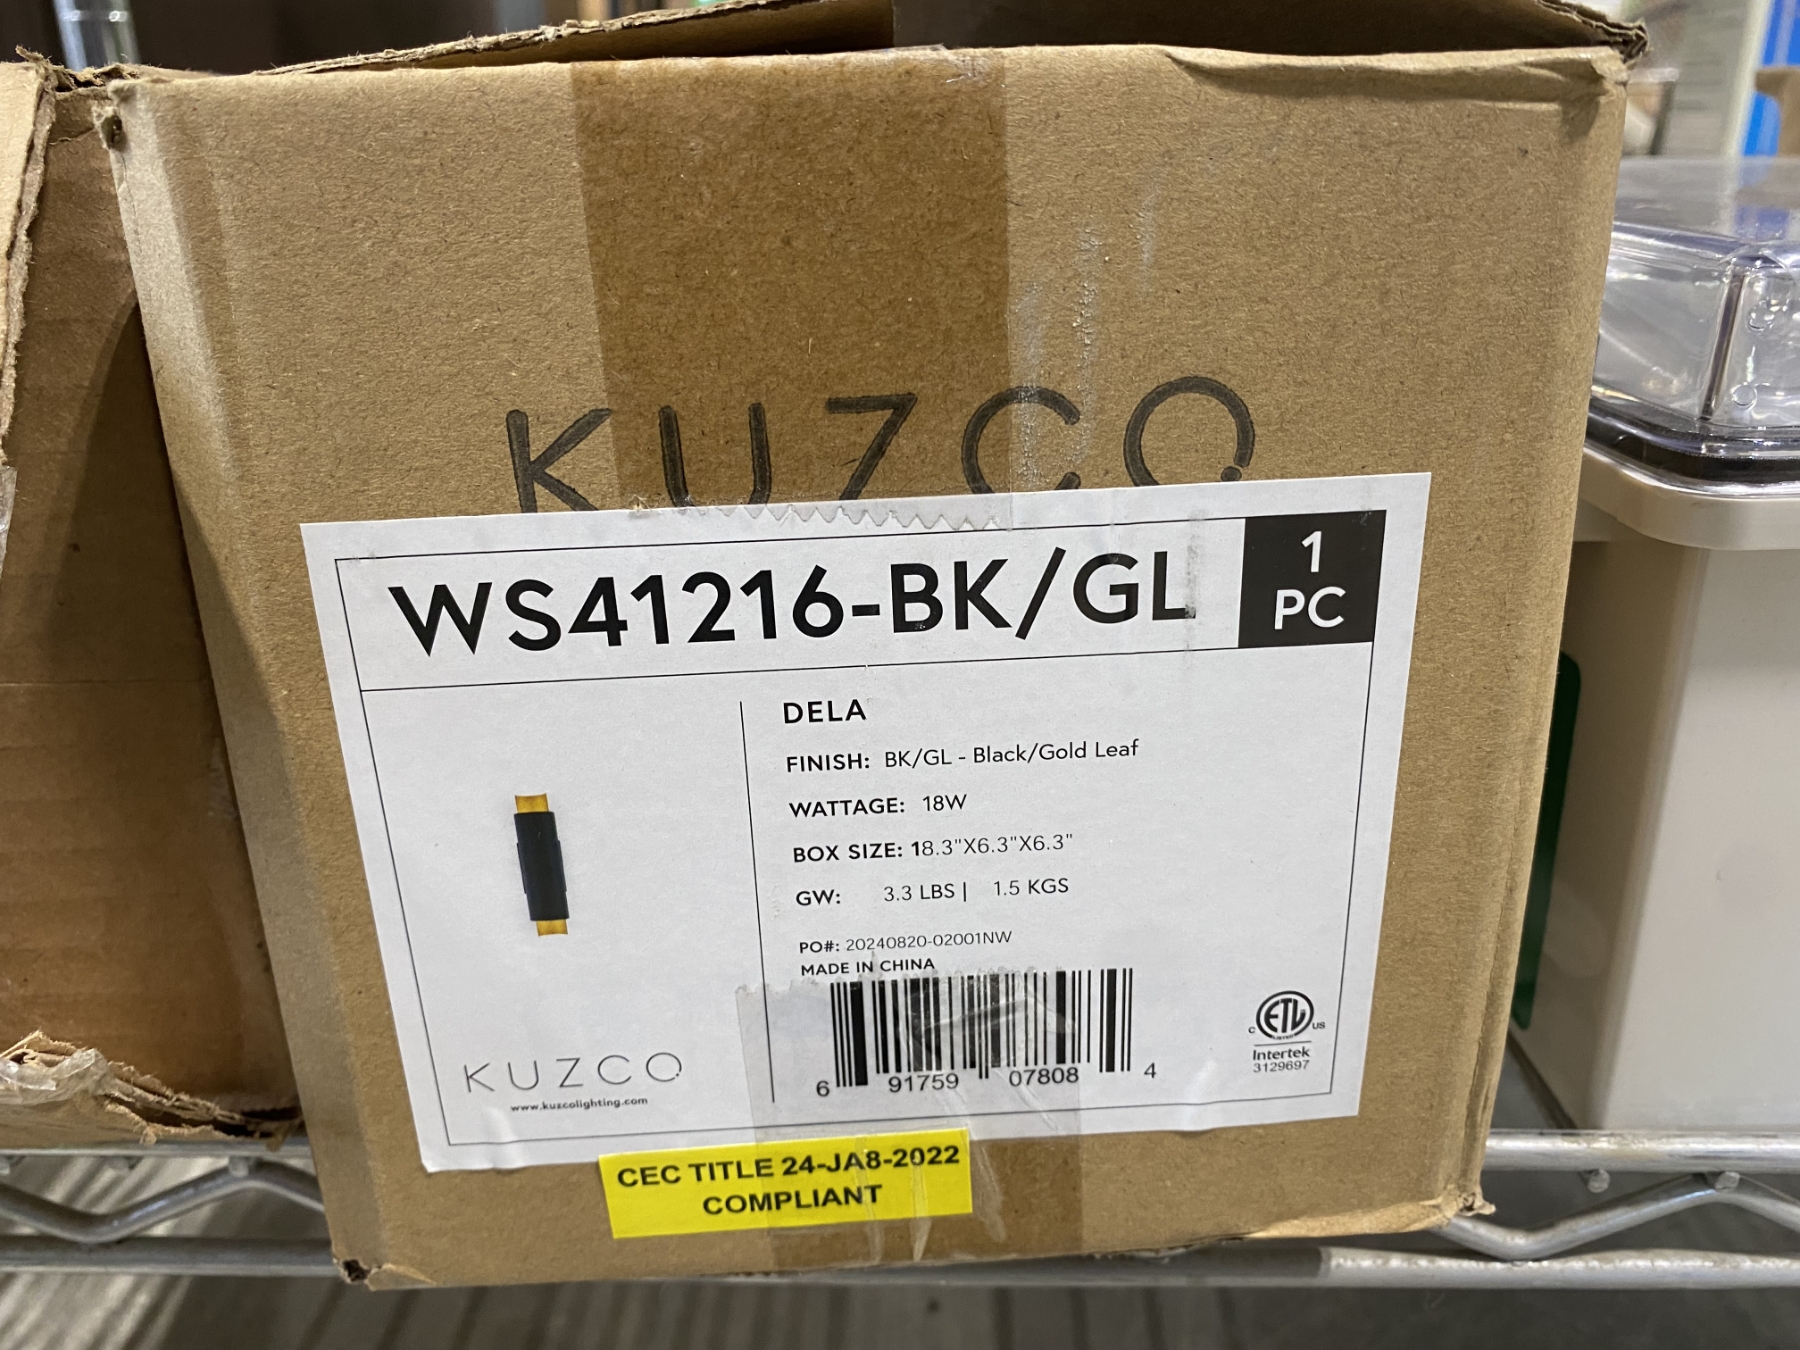 KUZCO
WS41216-BK/GL
1
PC
DELA
FINISH: BK/GL - Black/Gold Leaf
WATTAGE: 18W
BOX SIZE: 18.3"X6.3"X6.3"
GW: 3.3 LBS | 1.5 KGS
PO#: 20240820-02001NW
MADE IN CHINA
6 91759 07808 4
C ETL US
Intertek
3129697
KUZCO
www.kuzcolighting.com
CEC TITLE 24-JA8-2022
COMPLIANT